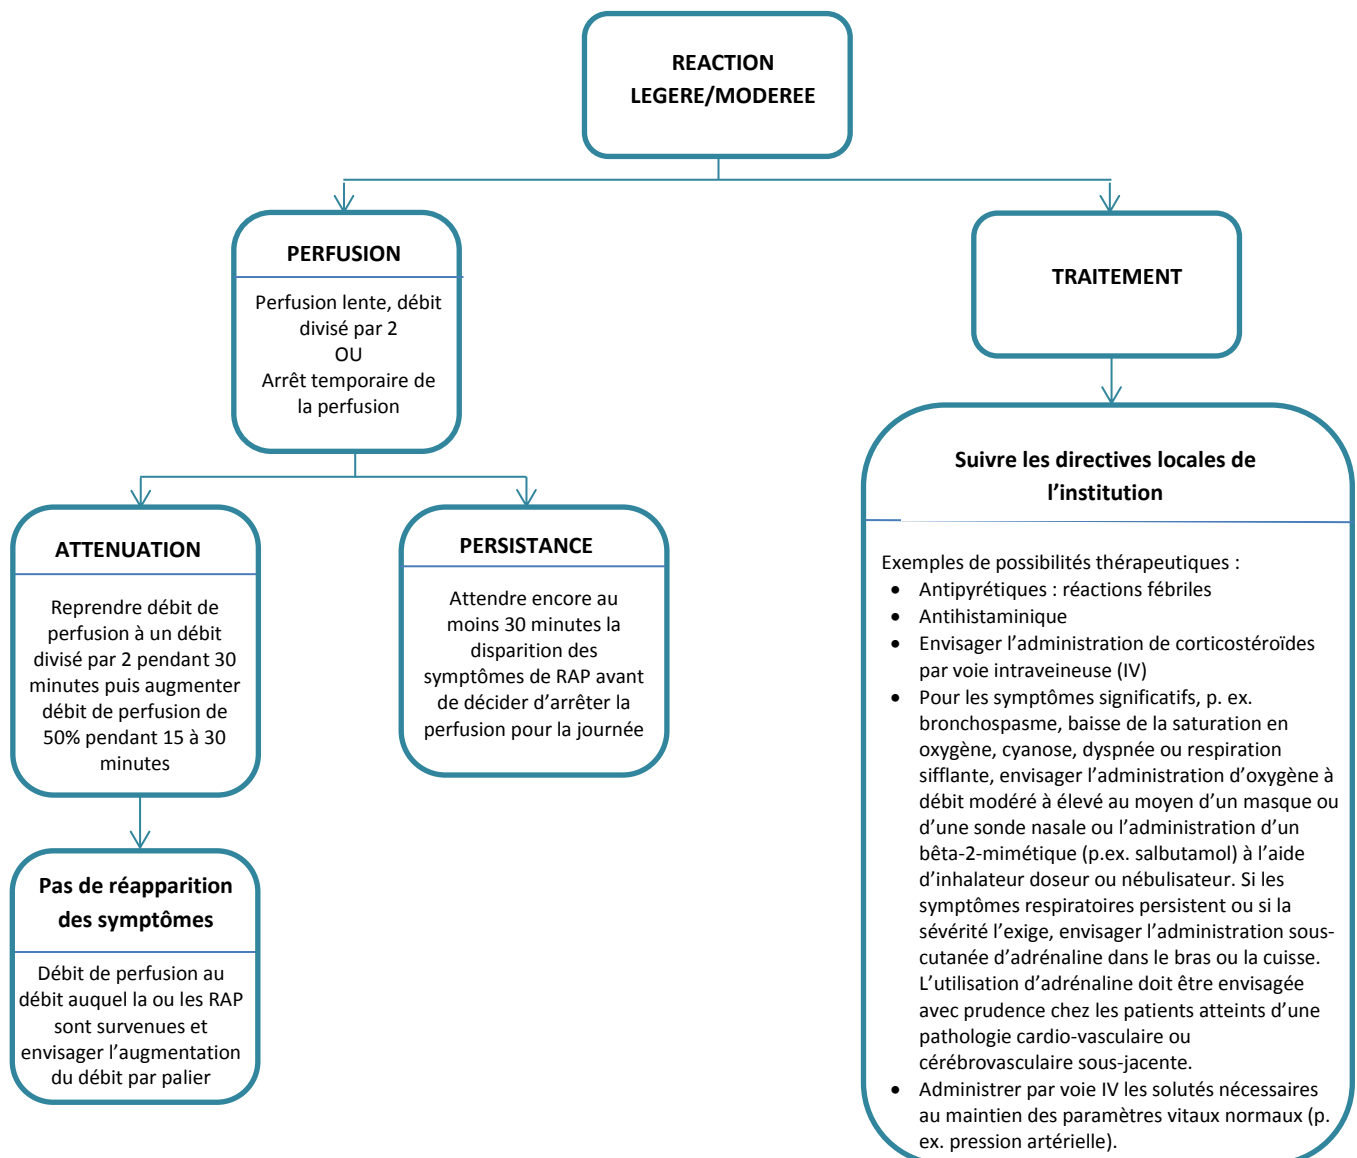 REACTION
LEGERE/MODEREE
PERFUSION
Perfusion lente, débit
divisé par 2
OU
Arrêt temporaire de
la perfusion
TRAITEMENT
ATTENUATION
Reprendre débit de
perfusion à un débit
divisé par 2 pendant 30
minutes puis augmenter
débit de perfusion de
50% pendant 15 à 30
minutes
PERSISTANCE
Attendre encore au
moins 30 minutes la
disparition des
symptômes de RAP avant
de décider d’arrêter la
perfusion pour la journée
Pas de réapparition
des symptômes
Débit de perfusion au
débit auquel la ou les RAP
sont survenues et
envisager l’augmentation
du débit par palier
Suivre les directives locales de
l’institution
Exemples de possibilités thérapeutiques :
• Antipyrétiques : réactions fébriles
• Antihistaminique
• Envisager l’administration de corticostéroïdes
par voie intraveineuse (IV)
• Pour les symptômes significatifs, p. ex.
bronchospasme, baisse de la saturation en
oxygène, cyanose, dyspnée ou respiration
sifflante, envisager l’administration d’oxygène à
débit modéré à élevé au moyen d’un masque ou
d’une sonde nasale ou l’administration d’un
bêta-2-mimétique (p.ex. salbutamol) à l’aide
d’inhalateur doseur ou nébulisateur. Si les
symptômes respiratoires persistent ou si la
sévérité l’exige, envisager l’administration sous-
cutanée d’adrénaline dans le bras ou la cuisse.
L’utilisation d’adrénaline doit être envisagée
avec prudence chez les patients atteints d’une
pathologie cardio-vasculaire ou
cérébrovasculaire sous-jacente.
• Administrer par voie IV les solutés nécessaires
au maintien des paramètres vitaux normaux (p.
ex. pression artérielle).